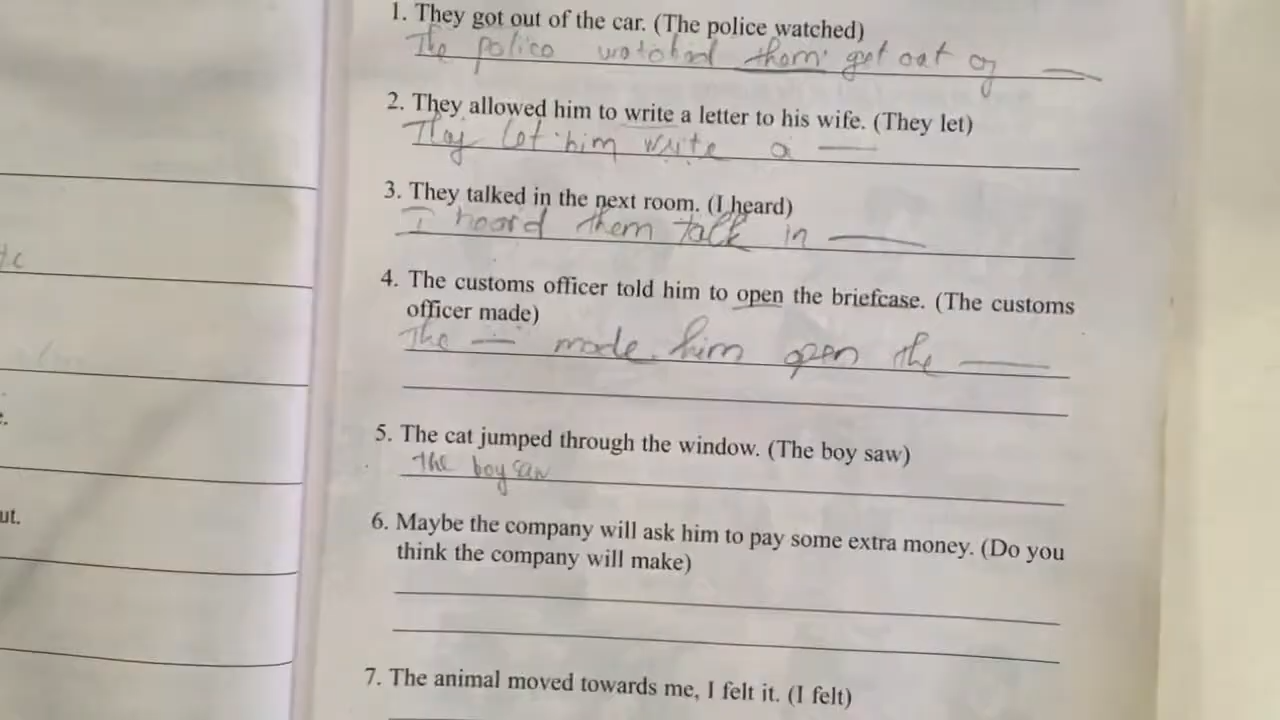 1. They got out of the car. (The police watched)
The police watched them get out of
2. They allowed him to write a letter to his wife. (They let)
They let him write a
3. They talked in the next room. (I heard)
I heard them talk in
4. The customs officer told him to open the briefcase. (The customs
officer made)
The — made him open the
5. The cat jumped through the window. (The boy saw)
The boy saw
6. Maybe the company will ask him to pay some extra money. (Do you
think the company will make)
ut.
7. The animal moved towards me, I felt it. (I felt)